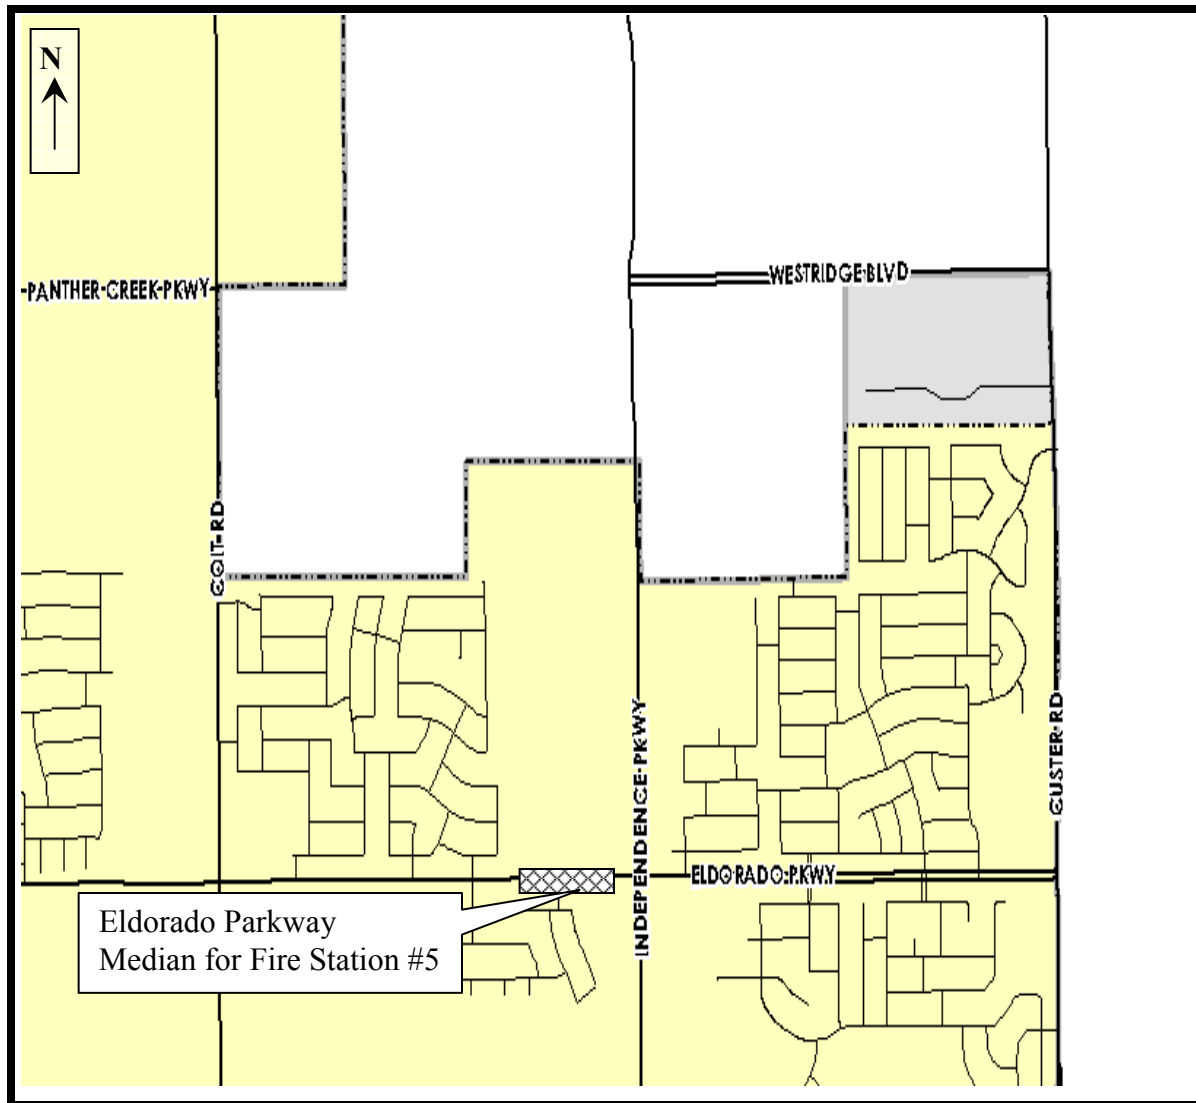 N
WESTRIDGE BLVD
PANTHER CREEK PKWY
COIT RD
INDEPENDENCE PKWY
CUSTER RD
ELDORADO PKWY
Eldorado Parkway
Median for Fire Station #5